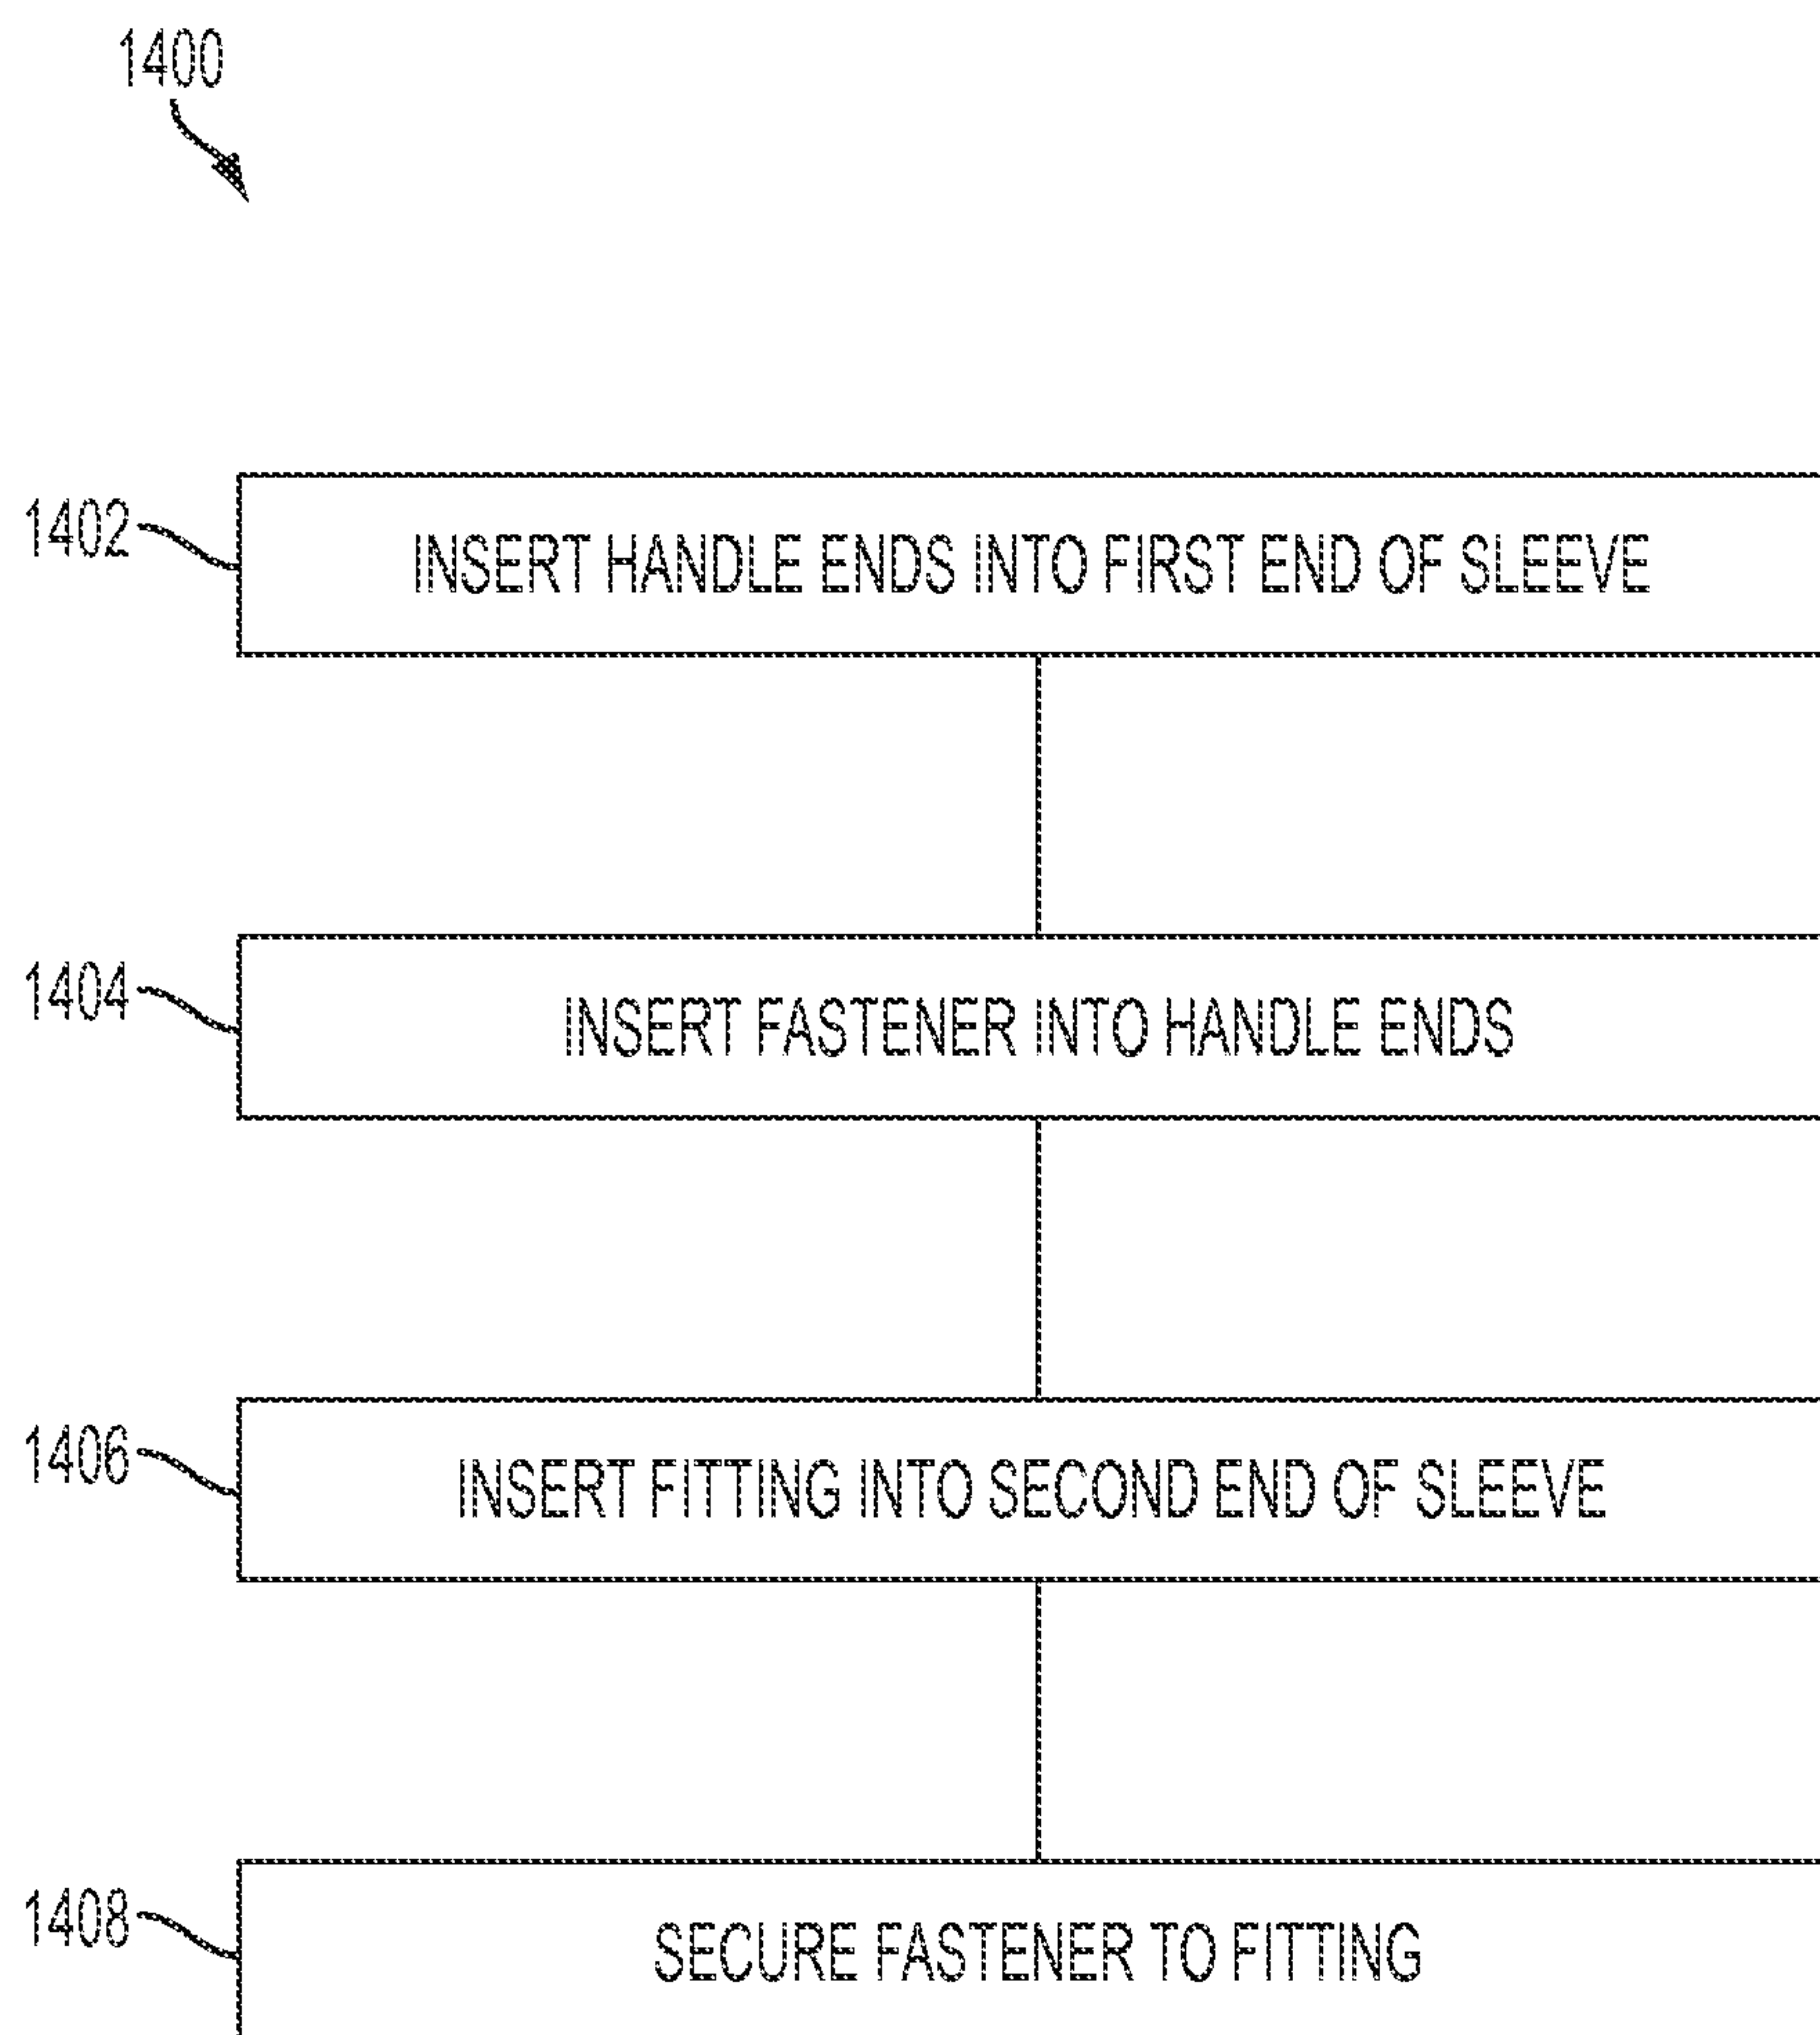 1400
1402
INSERT HANDLE ENDS INTO FIRST END OF SLEEVE
1404
INSERT FASTENER INTO HANDLE ENDS
1406
INSERT FITTING INTO SECOND END OF SLEEVE
1408
SECURE FASTENER TO FITTING